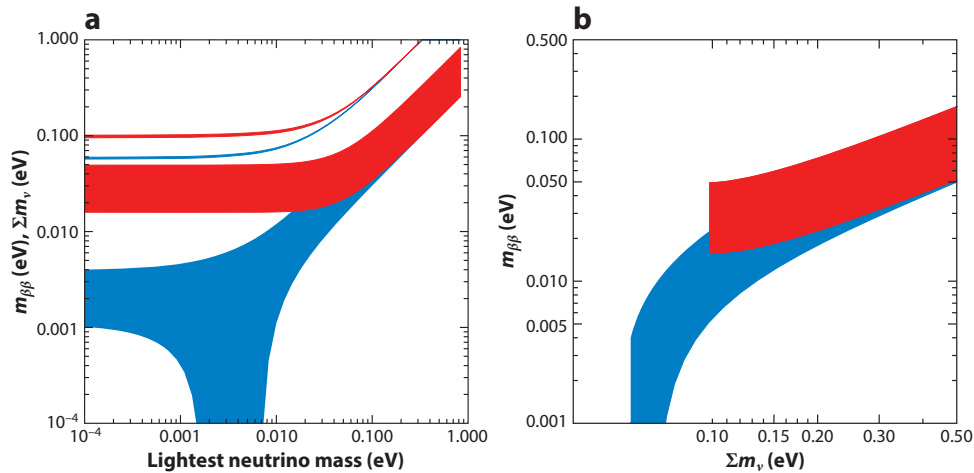 a
1.000
0.100
0.010
0.001
10⁻⁴
m_ββ (eV), Σm_ν (eV)
10⁻⁴ 0.001 0.010 0.100 1.000
Lightest neutrino mass (eV)
b
0.500
0.100
0.050
0.010
0.005
0.001
m_ββ (eV)
0.10 0.15 0.20 0.30 0.50
Σm_ν (eV)